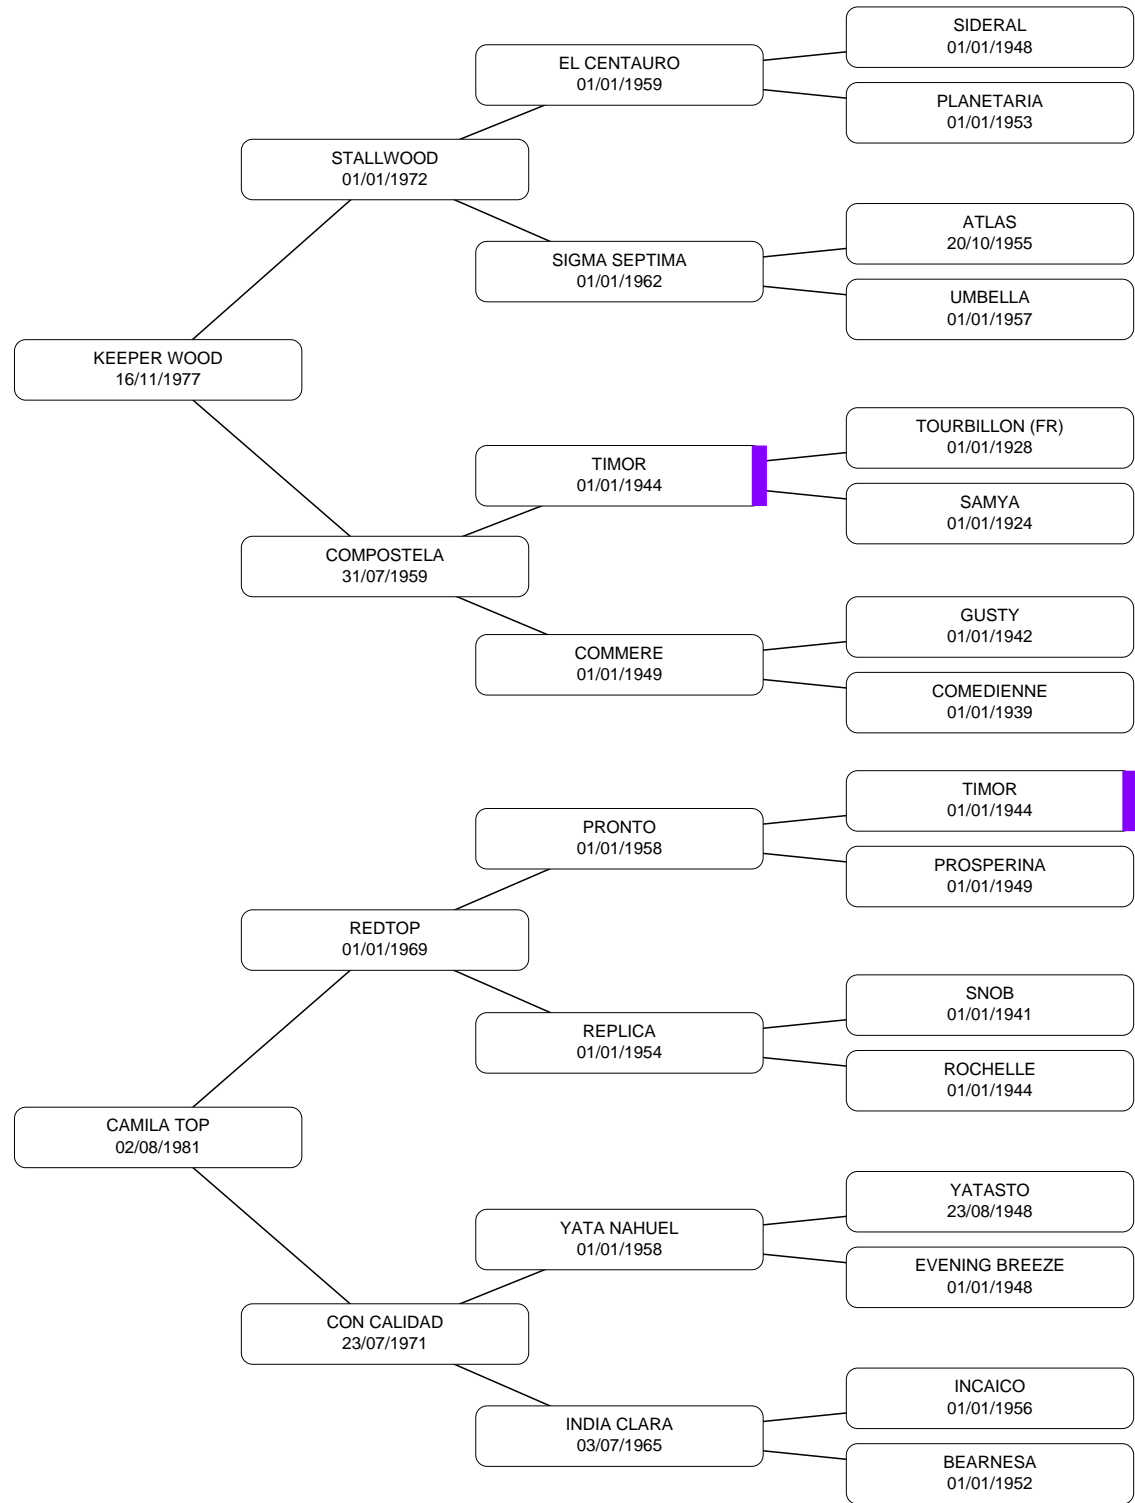 SIDERAL
01/01/1948
EL CENTAURO
01/01/1959
PLANETARIA
01/01/1953
STALLWOOD
01/01/1972
ATLAS
20/10/1955
SIGMA SEPTIMA
01/01/1962
UMBELLA
01/01/1957
KEEPER WOOD
16/11/1977
TOURBILLON (FR)
01/01/1928
TIMOR
01/01/1944
SAMYA
01/01/1924
COMPOSTELA
31/07/1959
GUSTY
01/01/1942
COMMERE
01/01/1949
COMEDIENNE
01/01/1939
TIMOR
01/01/1944
PRONTO
01/01/1958
PROSPERINA
01/01/1949
REDTOP
01/01/1969
SNOB
01/01/1941
REPLICA
01/01/1954
ROCHELLE
01/01/1944
CAMILA TOP
02/08/1981
YATASTO
23/08/1948
YATA NAHUEL
01/01/1958
EVENING BREEZE
01/01/1948
CON CALIDAD
23/07/1971
INCAICO
01/01/1956
INDIA CLARA
03/07/1965
BEARNESA
01/01/1952